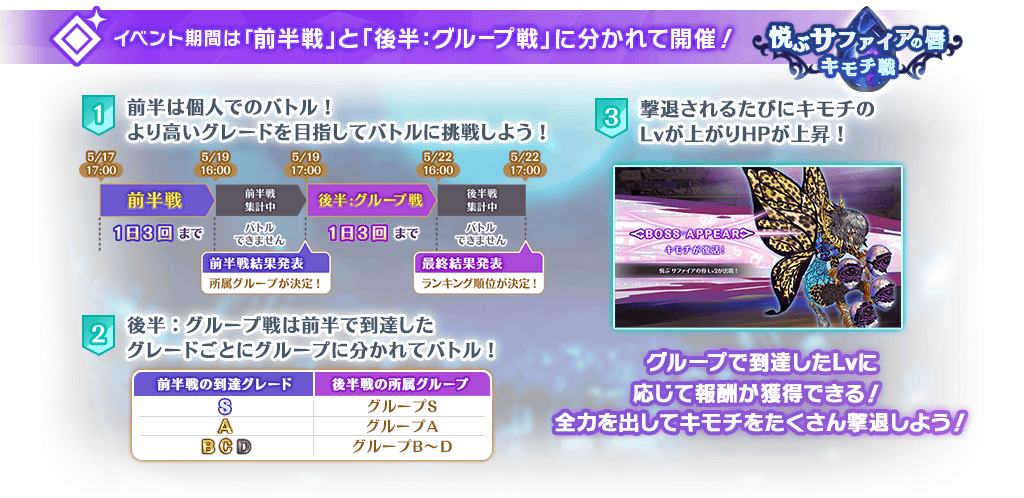 イベント期間は「前半戦」と「後半：グループ戦」に分かれて開催！
悦ぶサファイアの唇
キモチ戦
1
前半は個人でのバトル！
より高いグレードを目指してバトルに挑戦しよう！
5/17
17:00
5/19
16:00
5/19
17:00
5/22
16:00
5/22
17:00
前半戦
前半戦
集計中
後半：グループ戦
後半戦
集計中
1日3回 まで
バトル
できません
1日3回 まで
バトル
できません
前半戦結果発表
所属グループが決定！
最終結果発表
ランキング順位が決定！
2
後半：グループ戦は前半で到達した
グレードごとにグループに分かれてバトル！
前半戦の到達グレード 後半戦の所属グループ
S グループS
A グループA
B C D グループB～D
3
撃退されるたびにキモチの
Lvが上がりHPが上昇！
BOSS APPEAR
キモチが復活！
悦ぶ サファイアの唇 Lv2が出現！
グループで到達したLvに
応じて報酬が獲得できる！
全力を出してキモチをたくさん撃退しよう！